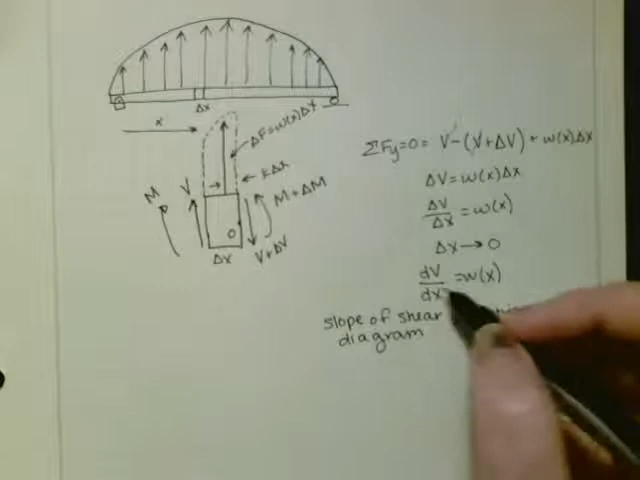 Δx
x
ΔF=w(x)Δx
kΔx
M
V
M+ΔM
O
V+ΔV
Δx
ΣFy=0= V-(V+ΔV)+w(x)Δx
ΔV=w(x)Δx
ΔV/Δx=w(x)
Δx→0
dV/dx=w(x)
slope of shear
diagram